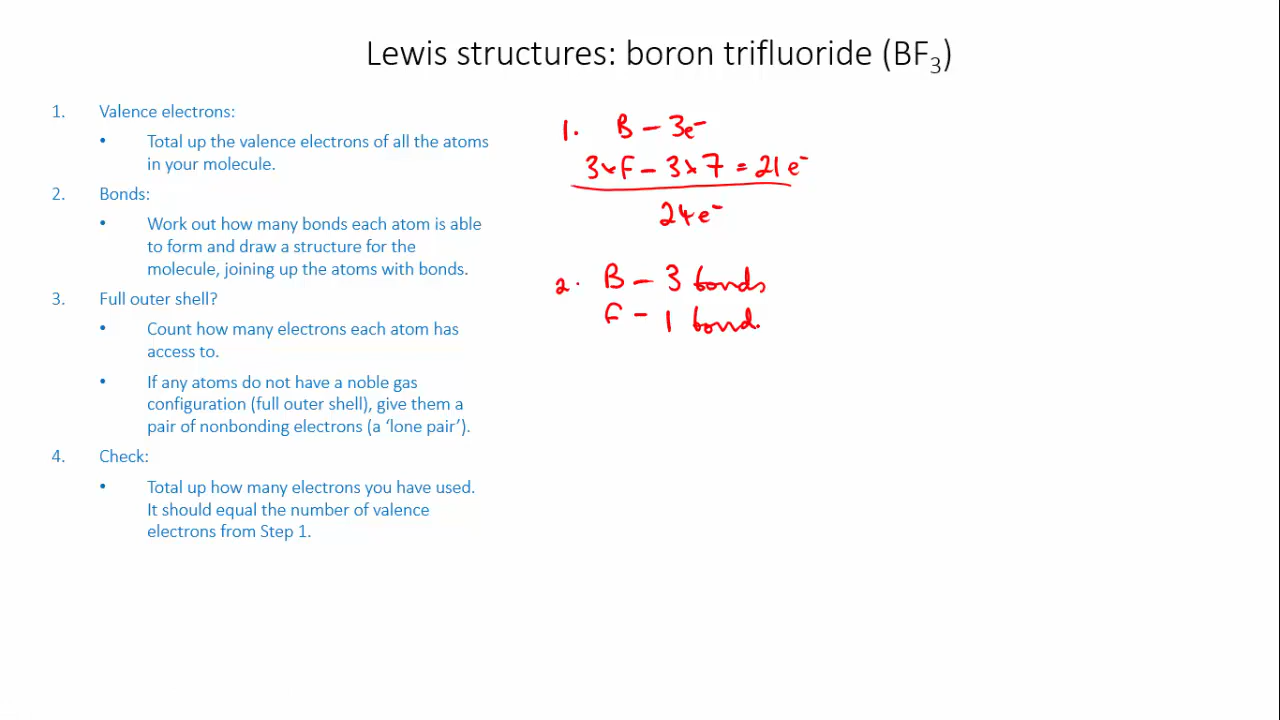 Lewis structures: boron trifluoride (BF₃)
1. Valence electrons:
• Total up the valence electrons of all the atoms
in your molecule.
2. Bonds:
• Work out how many bonds each atom is able
to form and draw a structure for the
molecule, joining up the atoms with bonds.
3. Full outer shell?
• Count how many electrons each atom has
access to.
• If any atoms do not have a noble gas
configuration (full outer shell), give them a
pair of nonbonding electrons (a ‘lone pair’).
4. Check:
• Total up how many electrons you have used.
It should equal the number of valence
electrons from Step 1.
1. B – 3e⁻
3×F – 3×7 = 21e⁻
24e⁻
2. B – 3 bonds
F – 1 bond.